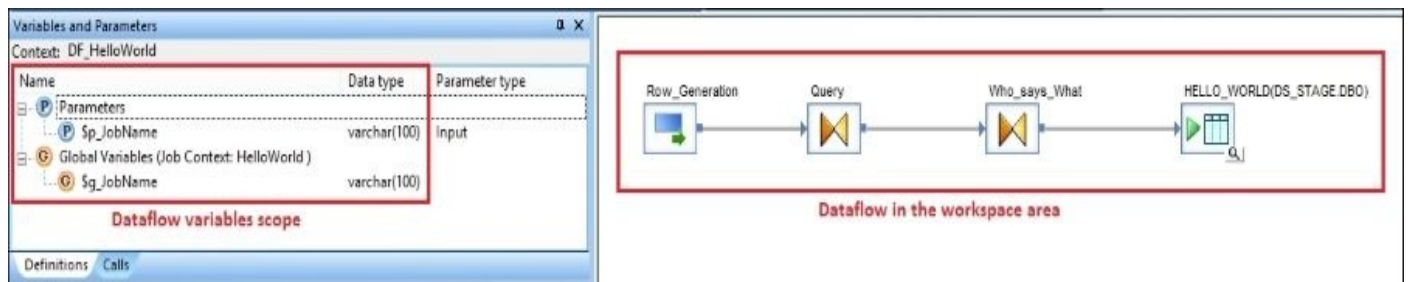 Variables and Parameters
Context: DF_HelloWorld
Name Data type Parameter type
P Parameters
P $p_JobName varchar(100) Input
G Global Variables (Job Context: HelloWorld )
G $g_JobName varchar(100)
Dataflow variables scope
Definitions Calls
Row_Generation Query Who_says_What HELLO_WORLD(DS_STAGE.DBO)
Dataflow in the workspace area